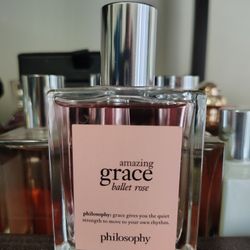 amazing
grace
ballet rose
philosophy: grace gives you the quiet
strength to move to your own rhythm.
philosophy